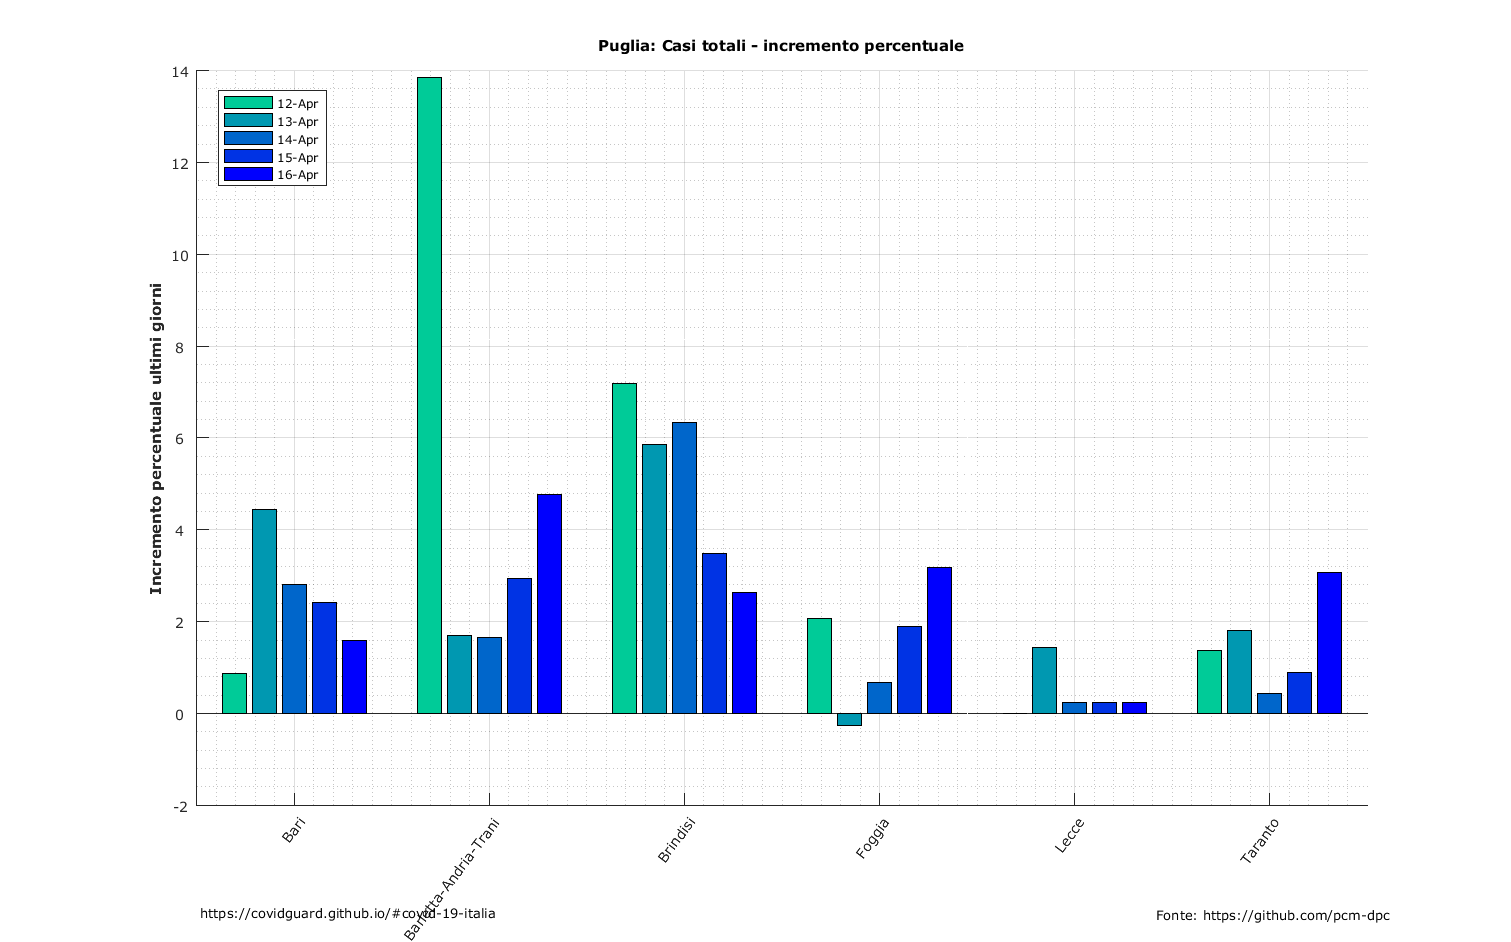 Puglia: Casi totali - incremento percentuale
Incremento percentuale ultimi giorni
14
12
10
8
6
4
2
0
-2
12-Apr
13-Apr
14-Apr
15-Apr
16-Apr
Bari
Barletta-Andria-Trani
Brindisi
Foggia
Lecce
Taranto
https://covidguard.github.io/#covid-19-italia
Fonte: https://github.com/pcm-dpc